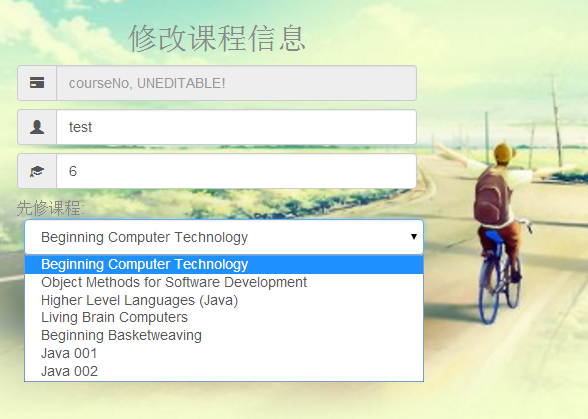 修改课程信息
courseNo, UNEDITABLE!
test
6
先修课程:
Beginning Computer Technology
Beginning Computer Technology
Object Methods for Software Development
Higher Level Languages (Java)
Living Brain Computers
Beginning Basketweaving
Java 001
Java 002